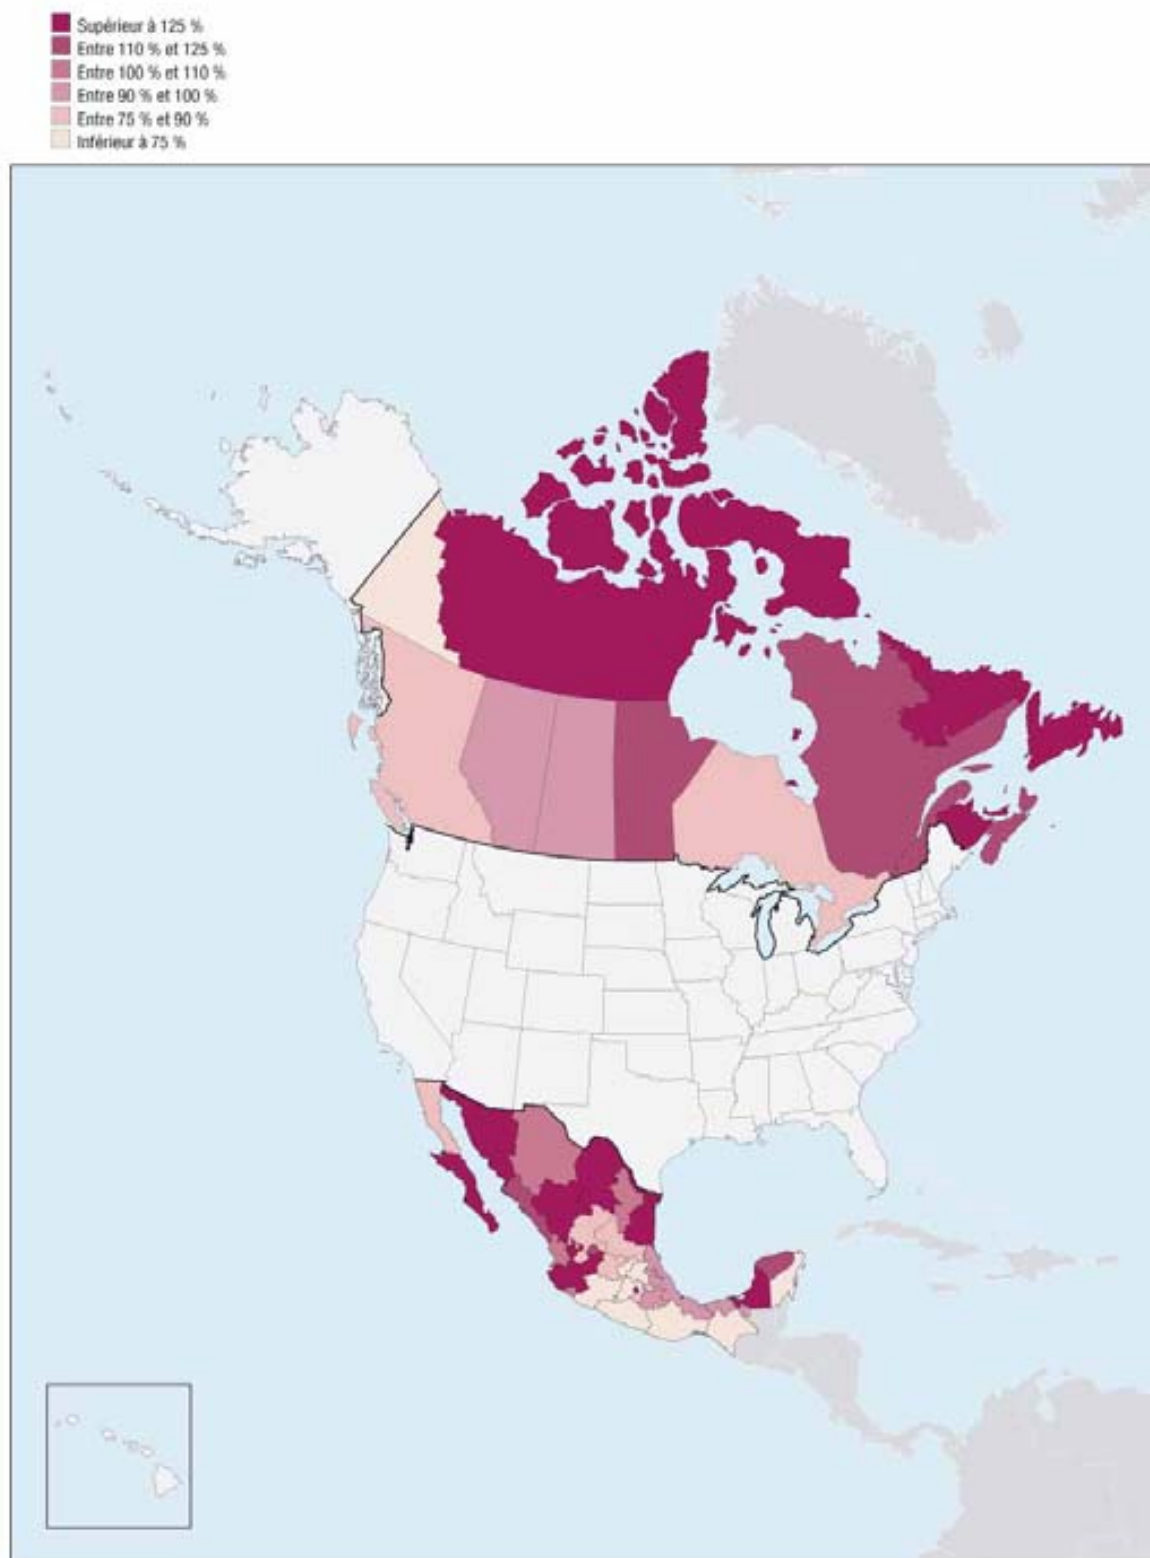 Supérieur à 125 %
Entre 110 % et 125 %
Entre 100 % et 110 %
Entre 90 % et 100 %
Entre 75 % et 90 %
Inférieur à 75 %